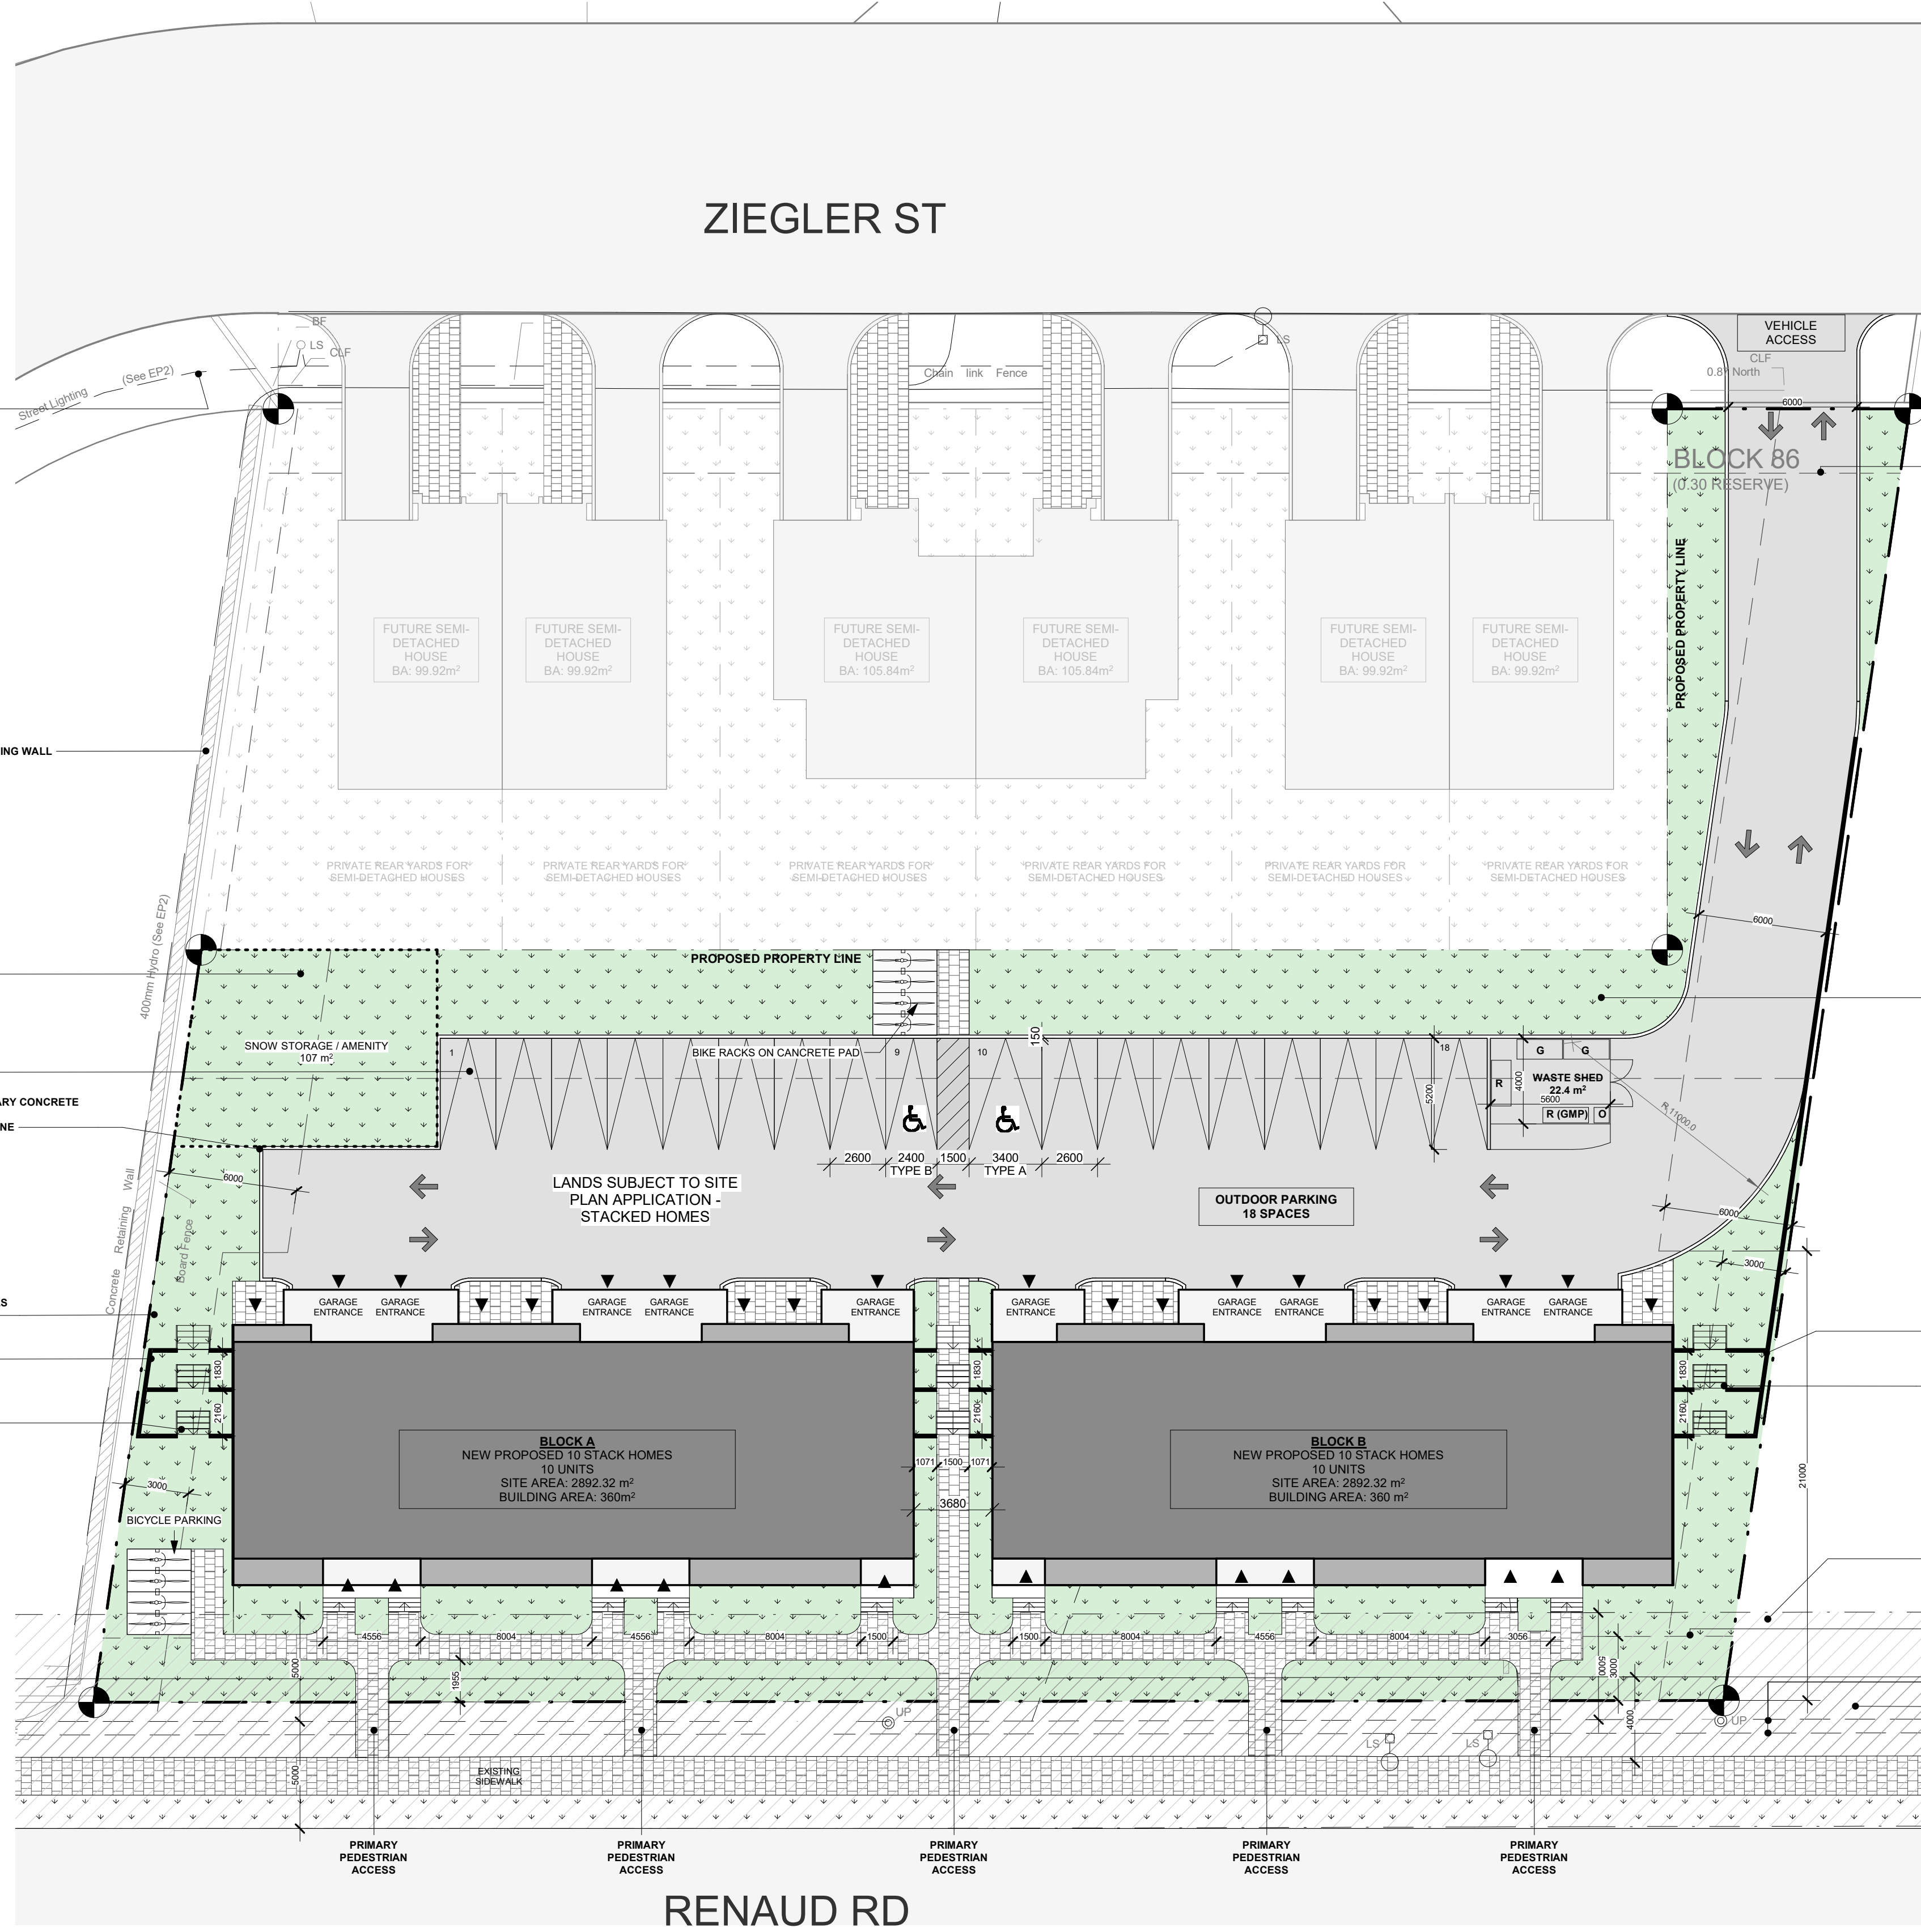 ZIEGLER ST
BF
LS
CLF
Street Lighting
(See EP2)
Chain link Fence
LS
VEHICLE
ACCESS
CLF
North
6000
BLOCK 86
(0.30 RESERVE)
PROPOSED PROPERTY LINE
FUTURE SEMI-
DETACHED
HOUSE
BA: 99.92m²
FUTURE SEMI-
DETACHED
HOUSE
BA: 99.92m²
FUTURE SEMI-
DETACHED
HOUSE
BA: 105.84m²
FUTURE SEMI-
DETACHED
HOUSE
BA: 105.84m²
FUTURE SEMI-
DETACHED
HOUSE
BA: 99.92m²
FUTURE SEMI-
DETACHED
HOUSE
BA: 99.92m²
ING WALL
PRIVATE REAR YARDS FOR
SEMI-DETACHED HOUSES
PRIVATE REAR YARDS FOR
SEMI-DETACHED HOUSES
PRIVATE REAR YARDS FOR
SEMI-DETACHED HOUSES
PRIVATE REAR YARDS FOR
SEMI-DETACHED HOUSES
PRIVATE REAR YARDS FOR
SEMI-DETACHED HOUSES
PRIVATE REAR YARDS FOR
SEMI-DETACHED HOUSES
400mm Hydro (See EP2)
6000
PROPOSED PROPERTY LINE
SNOW STORAGE / AMENITY
107 m²
BIKE RACKS ON CANCRETE PAD
1
9
10
150
18
5200
4000
G
G
R
WASTE SHED
22.4 m²
5600
R (GMP)
O
R 11000.0
ARY CONCRETE
NE
2600
2400
1500
3400
2600
TYPE B
TYPE A
6000
LANDS SUBJECT TO SITE
PLAN APPLICATION -
STACKED HOMES
OUTDOOR PARKING
18 SPACES
6000
3000
Concrete Retaining Wall
Board Fence
S
GARAGE
ENTRANCE
GARAGE
ENTRANCE
GARAGE
ENTRANCE
GARAGE
ENTRANCE
GARAGE
ENTRANCE
GARAGE
ENTRANCE
GARAGE
ENTRANCE
GARAGE
ENTRANCE
GARAGE
ENTRANCE
GARAGE
ENTRANCE
1830
2160
1830
2160
1830
2160
BLOCK A
NEW PROPOSED 10 STACK HOMES
10 UNITS
SITE AREA: 2892.32 m²
BUILDING AREA: 360m²
1071
1500
1071
3680
BLOCK B
NEW PROPOSED 10 STACK HOMES
10 UNITS
SITE AREA: 2892.32 m²
BUILDING AREA: 360 m²
21000
3000
BICYCLE PARKING
4556
8004
4556
8004
1500
1500
8004
4556
8004
3056
5000
1955
5000
3000
4000
UP
LS
LS
UP
5000
EXISTING
SIDEWALK
PRIMARY
PEDESTRIAN
ACCESS
PRIMARY
PEDESTRIAN
ACCESS
PRIMARY
PEDESTRIAN
ACCESS
PRIMARY
PEDESTRIAN
ACCESS
PRIMARY
PEDESTRIAN
ACCESS
RENAUD RD